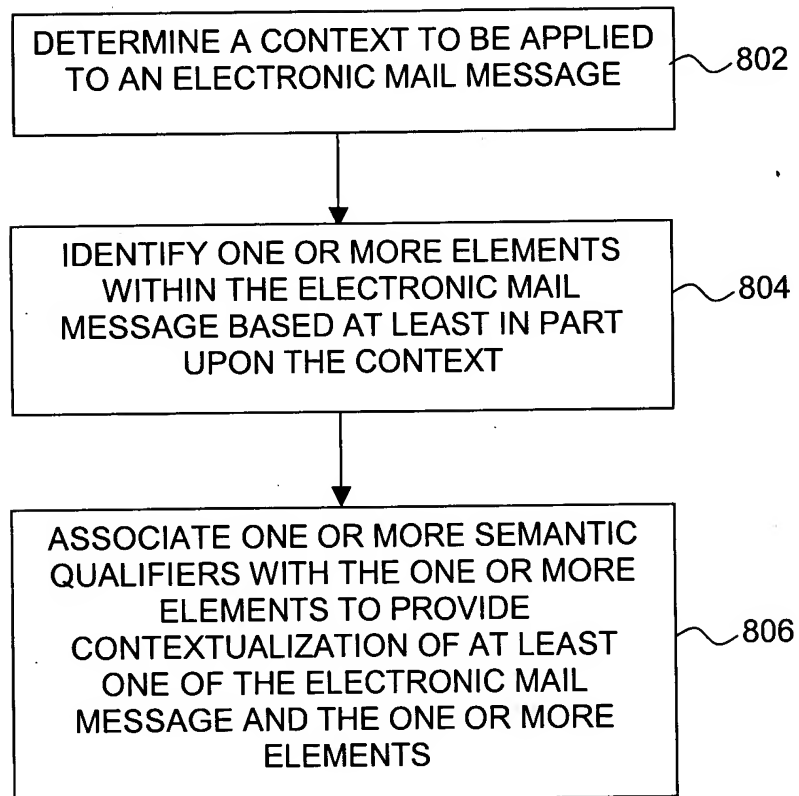 DETERMINE A CONTEXT TO BE APPLIED
TO AN ELECTRONIC MAIL MESSAGE
802
IDENTIFY ONE OR MORE ELEMENTS
WITHIN THE ELECTRONIC MAIL
MESSAGE BASED AT LEAST IN PART
UPON THE CONTEXT
804
ASSOCIATE ONE OR MORE SEMANTIC
QUALIFIERS WITH THE ONE OR MORE
ELEMENTS TO PROVIDE
CONTEXTUALIZATION OF AT LEAST
ONE OF THE ELECTRONIC MAIL
MESSAGE AND THE ONE OR MORE
ELEMENTS
806